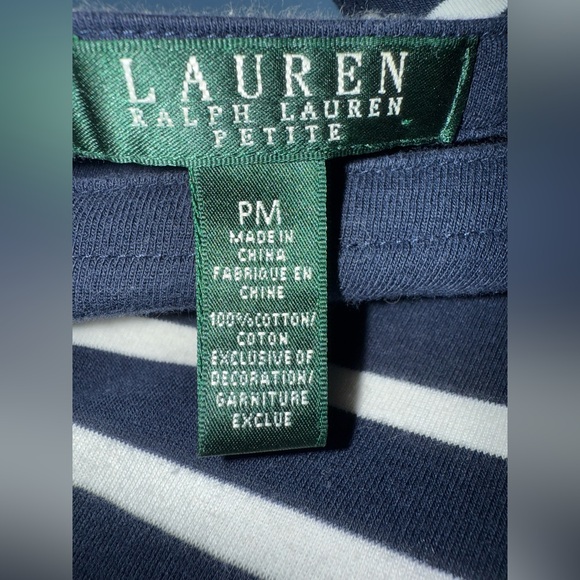 LAUREN
RALPH LAUREN
PETITE
PM
MADE IN
CHINA
FABRIQUE EN
CHINE
100%COTTON/
COTON
EXCLUSIVE OF
DECORATION/
GARNITURE
EXCLUE